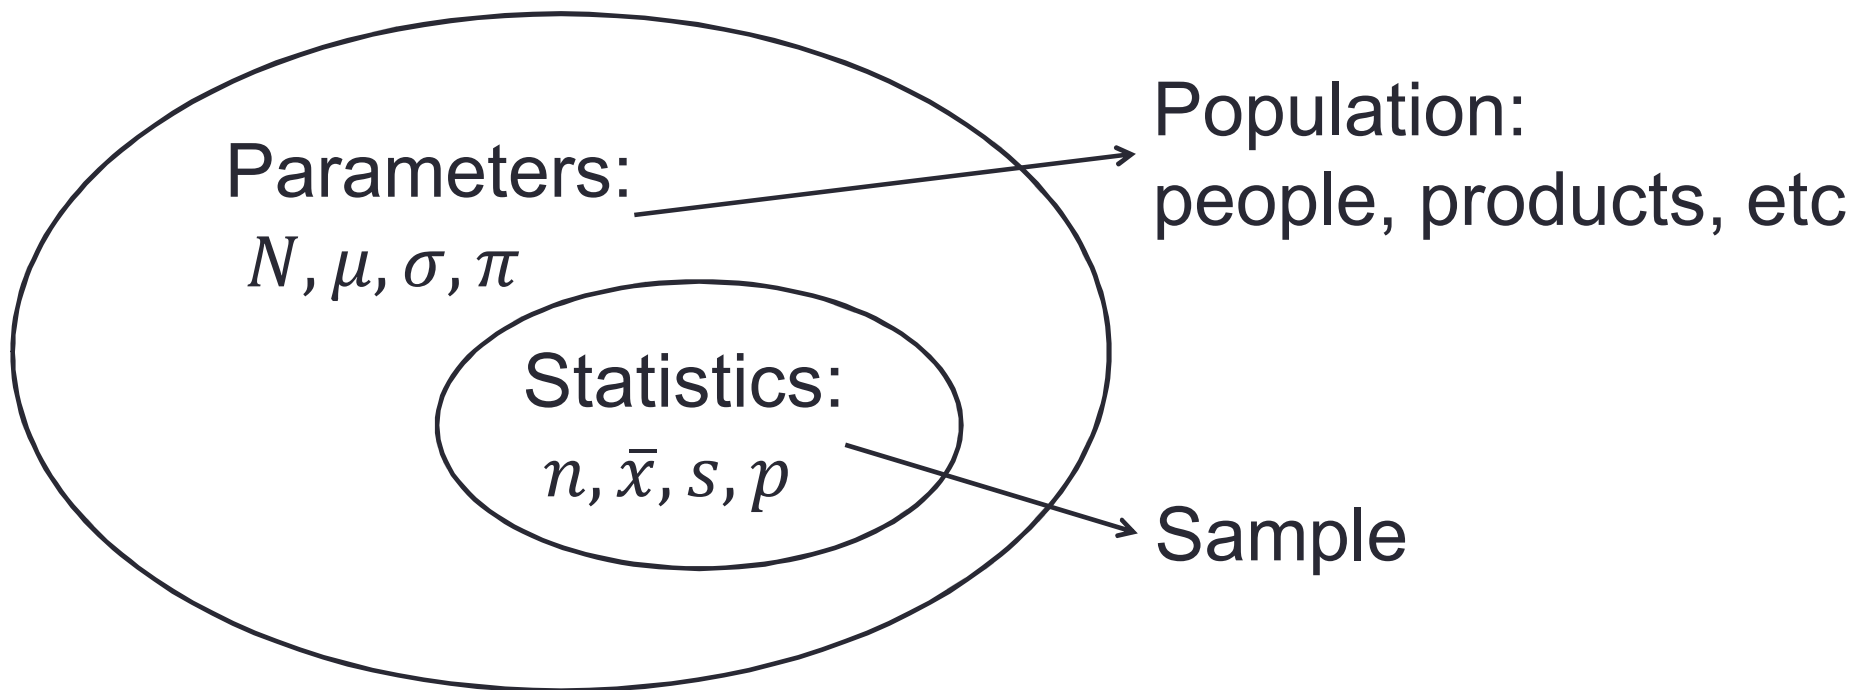 Parameters:
N, μ, σ, π
Statistics:
n, x̄, s, p
Population:
people, products, etc
Sample